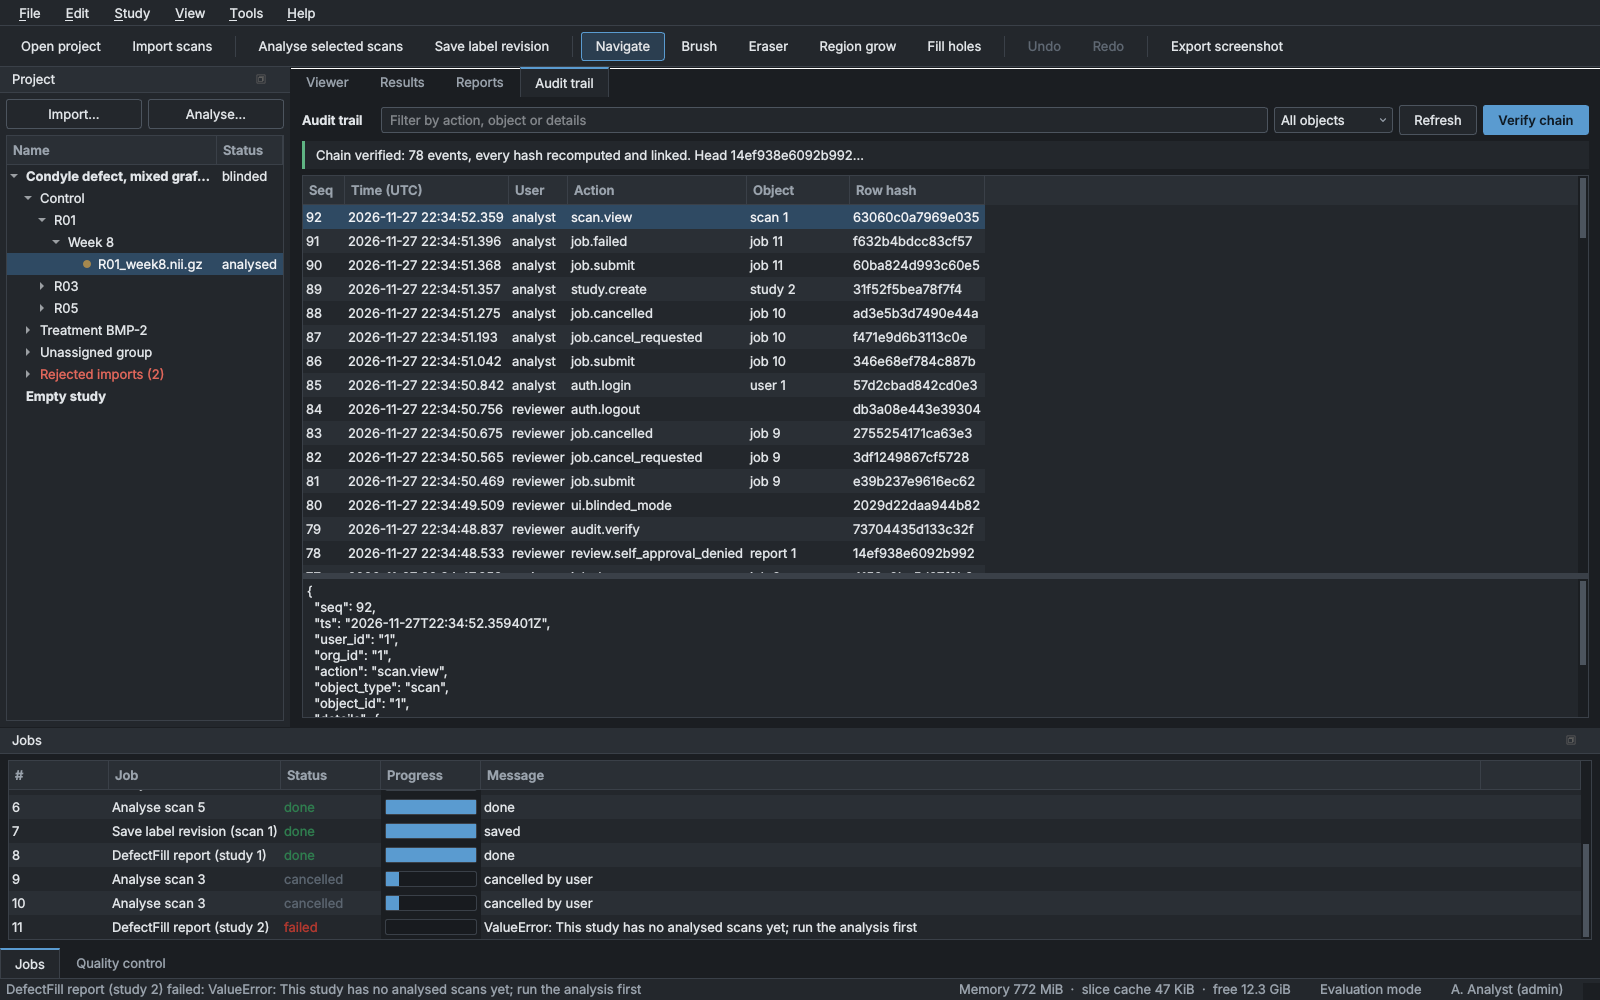 File Edit Study View Tools Help
Open project Import scans Analyse selected scans Save label revision Navigate Brush Eraser Region grow Fill holes Undo Redo Export screenshot
Project
Import... Analyse...
Name Status
Condyle defect, mixed graf... blinded
Control
R01
Week 8
R01_week8.nii.gz analysed
R03
R05
Treatment BMP-2
Unassigned group
Rejected imports (2)
Empty study
Viewer Results Reports Audit trail
Audit trail Filter by action, object or details All objects Refresh Verify chain
Chain verified: 78 events, every hash recomputed and linked. Head 14ef938e6092b992...
Seq Time (UTC) User Action Object Row hash
92 2026-11-27 22:34:52.359 analyst scan.view scan 1 63060c0a7969e035
91 2026-11-27 22:34:51.396 analyst job.failed job 11 f632b4bdcc83cf57
90 2026-11-27 22:34:51.368 analyst job.submit job 11 60ba824d993c60e5
89 2026-11-27 22:34:51.357 analyst study.create study 2 31f52f5bea78f7f4
88 2026-11-27 22:34:51.275 analyst job.cancelled job 10 ad3e5b3d7490e44a
87 2026-11-27 22:34:51.193 analyst job.cancel_requested job 10 f471e9d6b3113c0e
86 2026-11-27 22:34:51.042 analyst job.submit job 10 346e68ef784c887b
85 2026-11-27 22:34:50.842 analyst auth.login user 1 57d2cbad842cd0e3
84 2026-11-27 22:34:50.756 reviewer auth.logout db3a08e443e39304
83 2026-11-27 22:34:50.675 reviewer job.cancelled job 9 2755254171ca63e3
82 2026-11-27 22:34:50.565 reviewer job.cancel_requested job 9 3df1249867cf5728
81 2026-11-27 22:34:50.469 reviewer job.submit job 9 e39b237e9616ec62
80 2026-11-27 22:34:49.509 reviewer ui.blinded_mode 2029d22daa944b82
79 2026-11-27 22:34:48.837 reviewer audit.verify 73704435d133c32f
78 2026-11-27 22:34:48.533 reviewer review.self_approval_denied report 1 14ef938e6092b992
{
"seq": 92,
"ts": "2026-11-27T22:34:52.359401Z",
"user_id": "1",
"org_id": "1",
"action": "scan.view",
"object_type": "scan",
"object_id": "1",
Jobs
# Job Status Progress Message
6 Analyse scan 5 done done
7 Save label revision (scan 1) done saved
8 DefectFill report (study 1) done done
9 Analyse scan 3 cancelled cancelled by user
10 Analyse scan 3 cancelled cancelled by user
11 DefectFill report (study 2) failed ValueError: This study has no analysed scans yet; run the analysis first
Jobs Quality control
DefectFill report (study 2) failed: ValueError: This study has no analysed scans yet; run the analysis first Memory 772 MiB · slice cache 47 KiB · free 12.3 GiB Evaluation mode A. Analyst (admin)